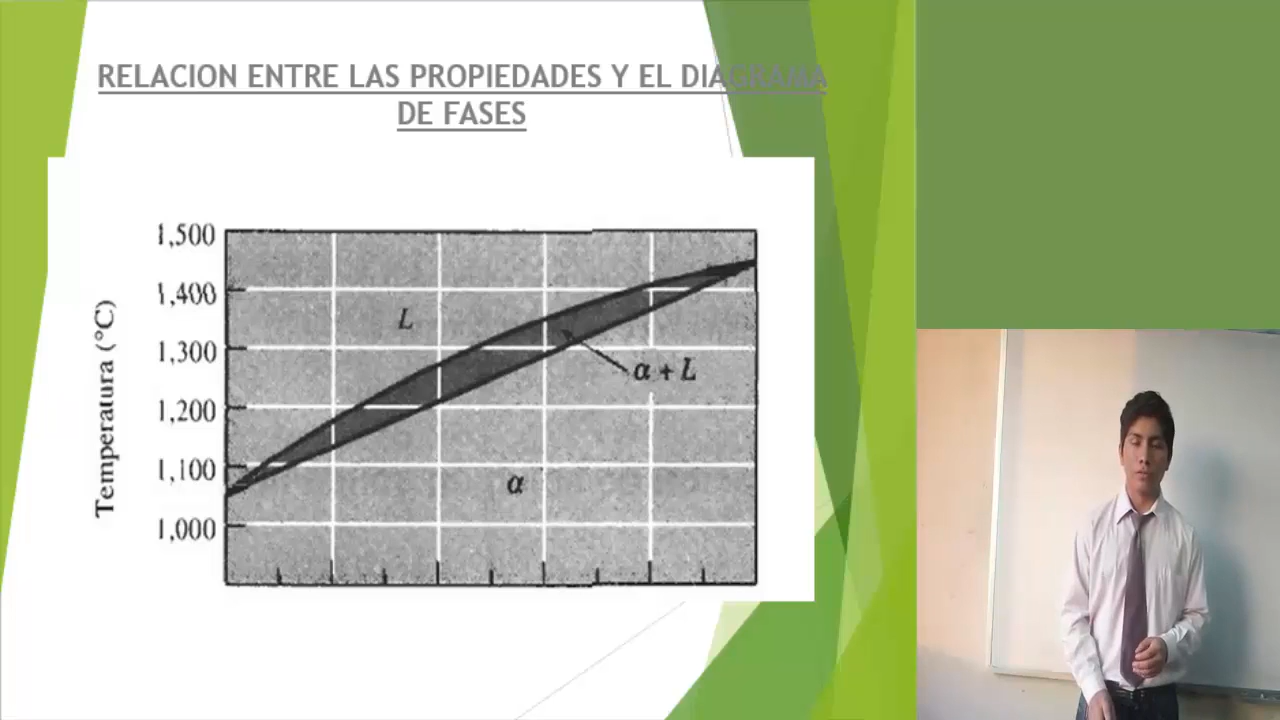 RELACION ENTRE LAS PROPIEDADES Y EL DIAGRAMA
DE FASES
1,500
1,400
1,300
1,200
1,100
1,000
Temperatura (°C)
L
α + L
α